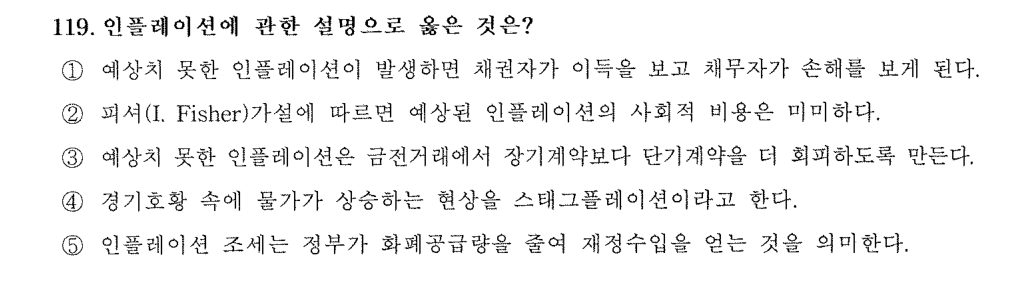 119. 인플레이션에 관한 설명으로 옳은 것은?
① 예상치 못한 인플레이션이 발생하면 채권자가 이득을 보고 채무자가 손해를 보게 된다.
② 피셔(I. Fisher)가설에 따르면 예상된 인플레이션의 사회적 비용은 미미하다.
③ 예상치 못한 인플레이션은 금전거래에서 장기계약보다 단기계약을 더 회피하도록 만든다.
④ 경기호황 속에 물가가 상승하는 현상을 스태그플레이션이라고 한다.
⑤ 인플레이션 조세는 정부가 화폐공급량을 줄여 재정수입을 얻는 것을 의미한다.